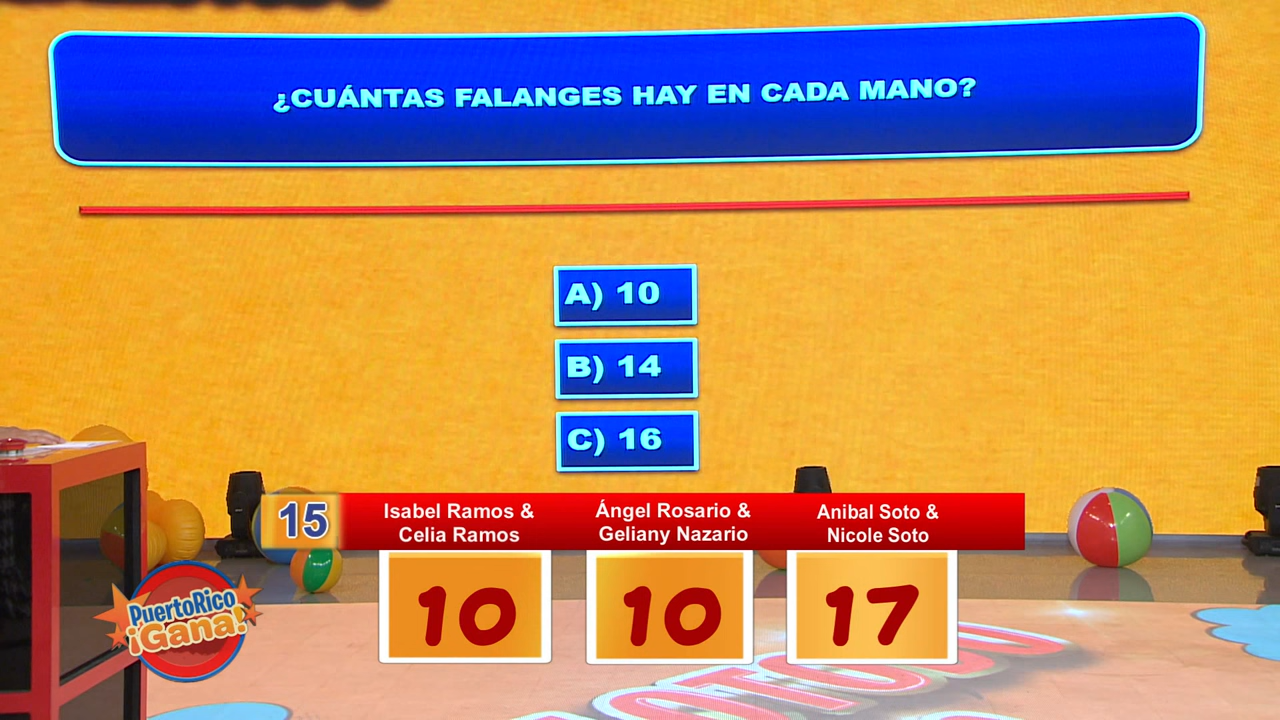 ¿CUÁNTAS FALANGES HAY EN CADA MANO?
A) 10
B) 14
C) 16
15
Isabel Ramos &
Celia Ramos
Ángel Rosario &
Geliany Nazario
Anibal Soto &
Nicole Soto
10
10
17
PuertoRico
¡Gana!